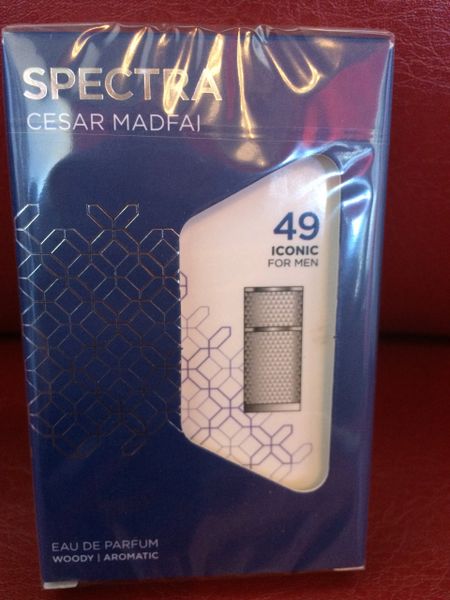 SPECTRA
CESAR MADFAI
49
ICONIC
FOR MEN
EAU DE PARFUM
WOODY | AROMATIC